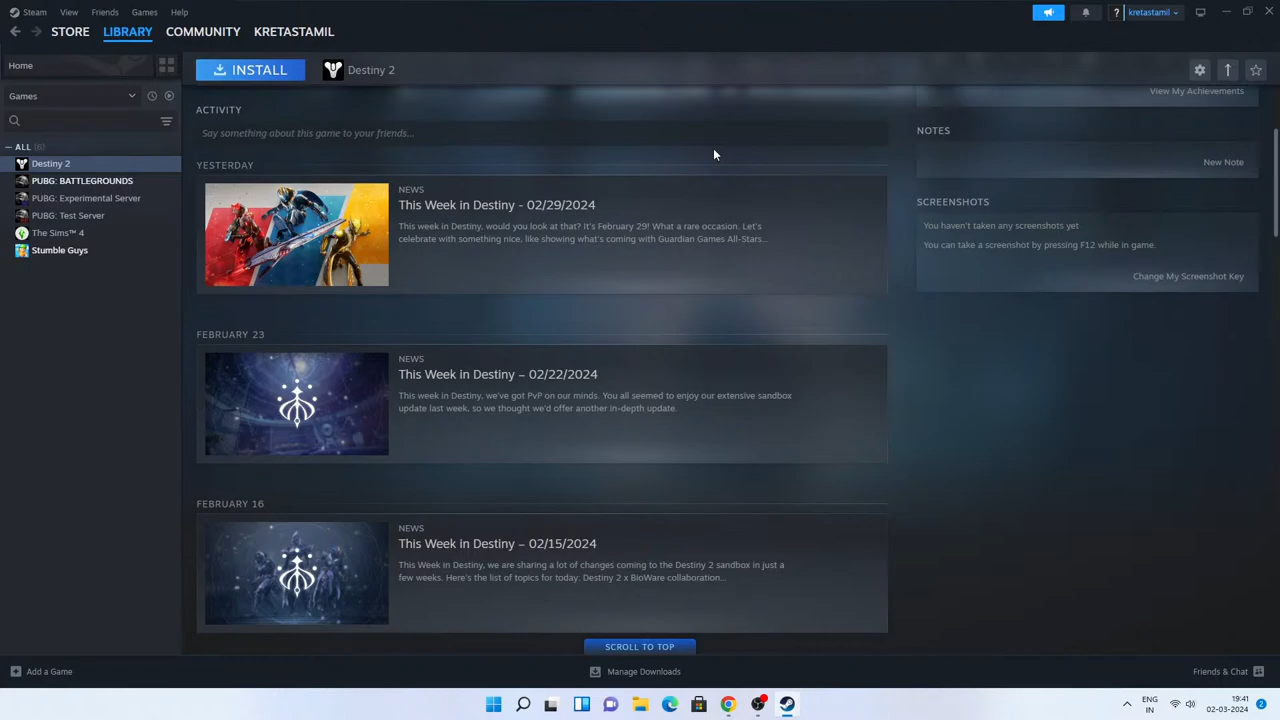 Steam View Friends Games Help
? kretastamil
STORE LIBRARY COMMUNITY KRETASTAMIL
Home
INSTALL Destiny 2
Games
ALL (6)
Destiny 2
PUBG: BATTLEGROUNDS
PUBG: Experimental Server
PUBG: Test Server
The Sims™ 4
Stumble Guys
ACTIVITY
Say something about this game to your friends...
YESTERDAY
NEWS
This Week in Destiny - 02/29/2024
This week in Destiny, would you look at that? It's February 29! What a rare occasion. Let's
celebrate with something nice, like showing what's coming with Guardian Games All-Stars...
FEBRUARY 23
NEWS
This Week in Destiny – 02/22/2024
This week in Destiny, we've got PvP on our minds. You all seemed to enjoy our extensive sandbox
update last week, so we thought we'd offer another in-depth update.
FEBRUARY 16
NEWS
This Week in Destiny – 02/15/2024
This Week in Destiny, we are sharing a lot of changes coming to the Destiny 2 sandbox in just a
few weeks. Here's the list of topics for today: Destiny 2 x BioWare collaboration...
SCROLL TO TOP
View My Achievements
NOTES
New Note
SCREENSHOTS
You haven't taken any screenshots yet
You can take a screenshot by pressing F12 while in game.
Change My Screenshot Key
Add a Game
Manage Downloads
Friends & Chat
ENG
IN
19:41
02-03-2024
2